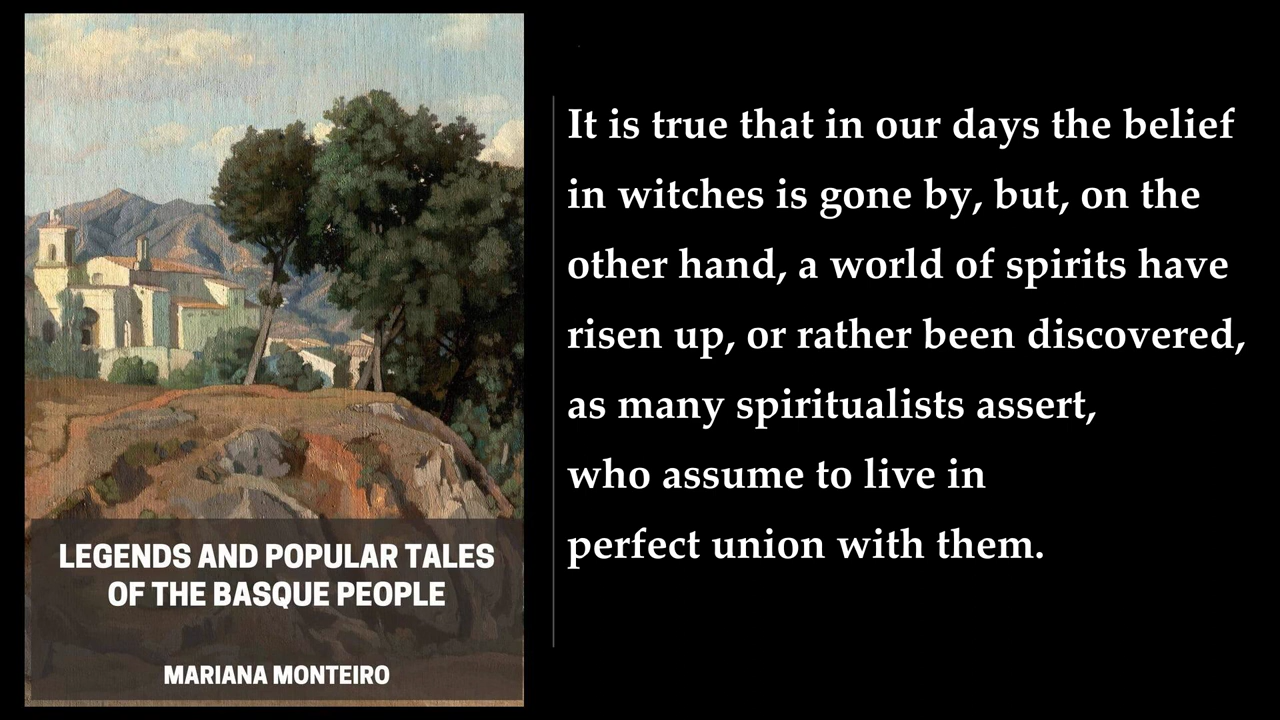 LEGENDS AND POPULAR TALES
OF THE BASQUE PEOPLE
MARIANA MONTEIRO
It is true that in our days the belief
in witches is gone by, but, on the
other hand, a world of spirits have
risen up, or rather been discovered,
as many spiritualists assert,
who assume to live in
perfect union with them.